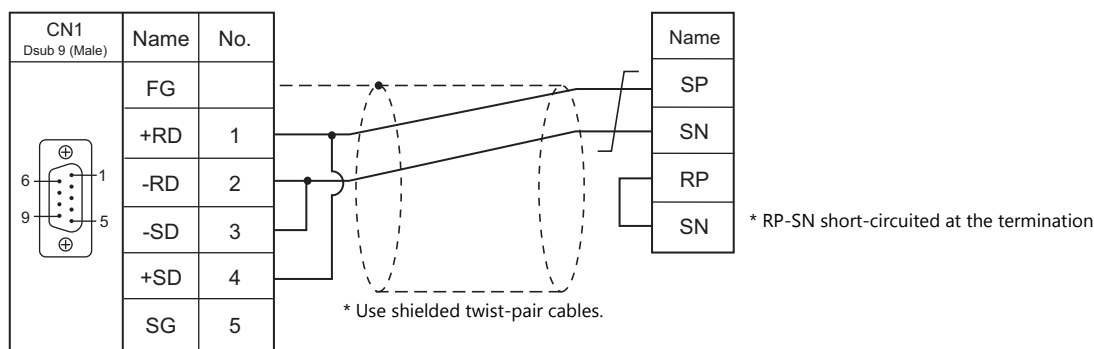 CN1
Dsub 9 (Male)
Name
No.
FG
+RD
1
-RD
2
-SD
3
+SD
4
SG
5
6
1
9
5
Name
SP
SN
RP
SN
* RP-SN short-circuited at the termination
* Use shielded twist-pair cables.